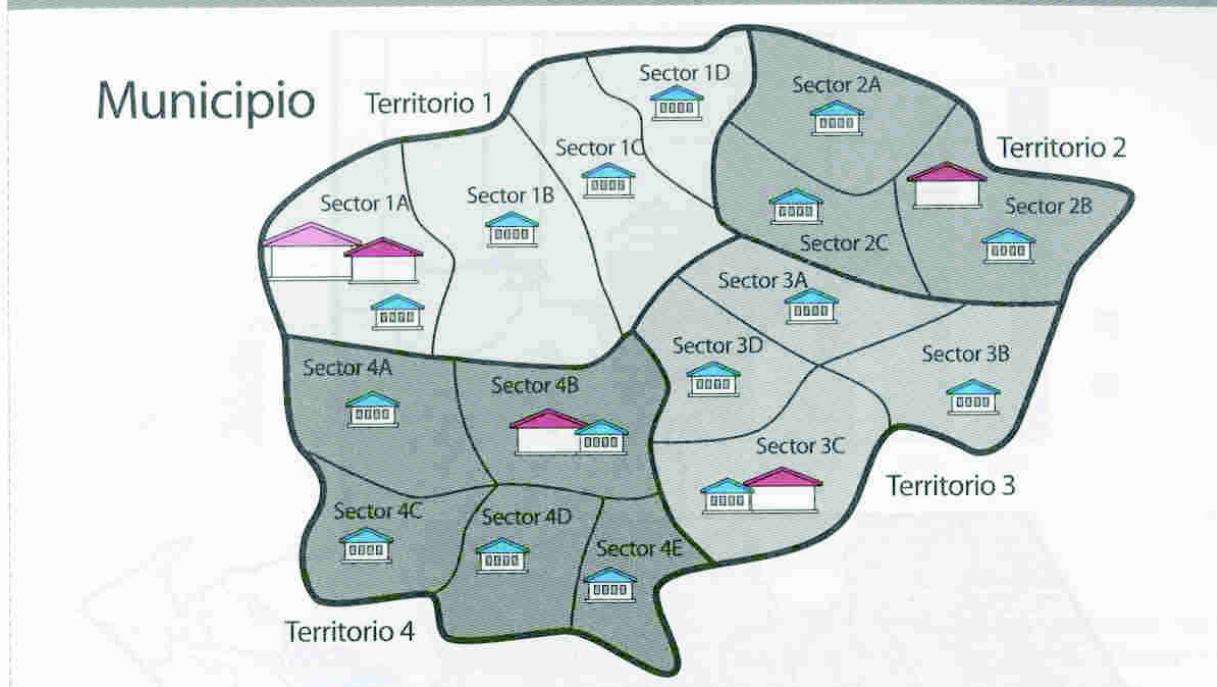 Municipio
Territorio 1
Sector 1A
Sector 1B
Sector 1C
Sector 1D
Sector 2A
Territorio 2
Sector 2B
Sector 2C
Sector 3A
Sector 3D
Sector 3B
Sector 3C
Territorio 3
Sector 4A
Sector 4B
Sector 4C
Sector 4D
Sector 4E
Territorio 4